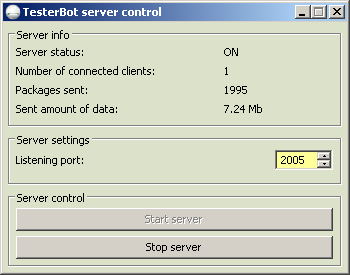 TesterBot server control
Server info
Server status: ON
Number of connected clients: 1
Packages sent: 1995
Sent amount of data: 7.24 Mb
Server settings
Listening port: 2005
Server control
Start server
Stop server